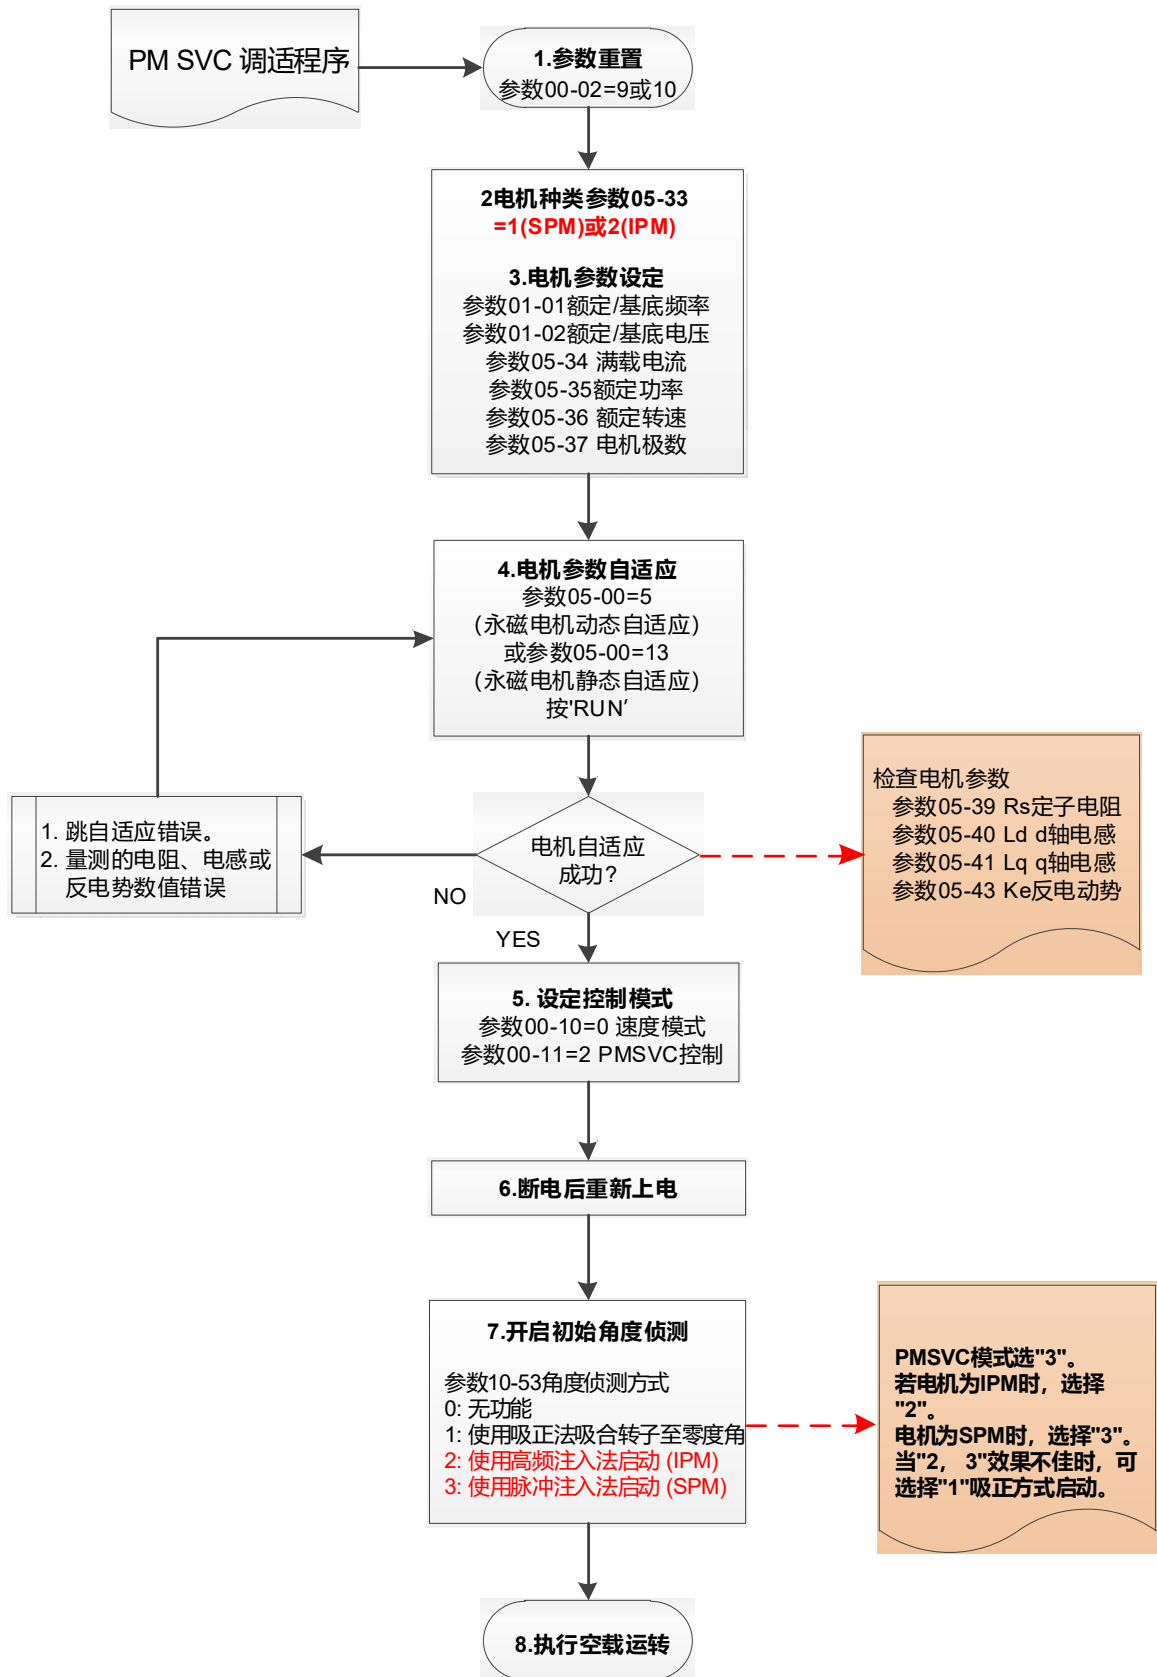 PM SVC 调适程序
1.参数重置
参数00-02=9或10
2电机种类参数05-33
=1(SPM)或2(IPM)
3.电机参数设定
参数01-01额定/基底频率
参数01-02额定/基底电压
参数05-34 满载电流
参数05-35额定功率
参数05-36 额定转速
参数05-37 电机极数
4.电机参数自适应
参数05-00=5
(永磁电机动态自适应)
或参数05-00=13
(永磁电机静态自适应)
按'RUN′
1. 跳自适应错误。
2. 量测的电阻、电感或
反电势数值错误
电机自适应
成功?
NO
YES
检查电机参数
参数05-39 Rs定子电阻
参数05-40 Ld d轴电感
参数05-41 Lq q轴电感
参数05-43 Ke反电动势
5. 设定控制模式
参数00-10=0 速度模式
参数00-11=2 PMSVC控制
6.断电后重新上电
7.开启初始角度侦测
参数10-53角度侦测方式
0: 无功能
1: 使用吸正法吸合转子至零度角
2: 使用高频注入法启动 (IPM)
3: 使用脉冲注入法启动 (SPM)
PMSVC模式选"3"。
若电机为IPM时，选择
"2"。
电机为SPM时，选择"3"。
当"2， 3"效果不佳时，可
选择"1"吸正方式启动。
8.执行空载运转